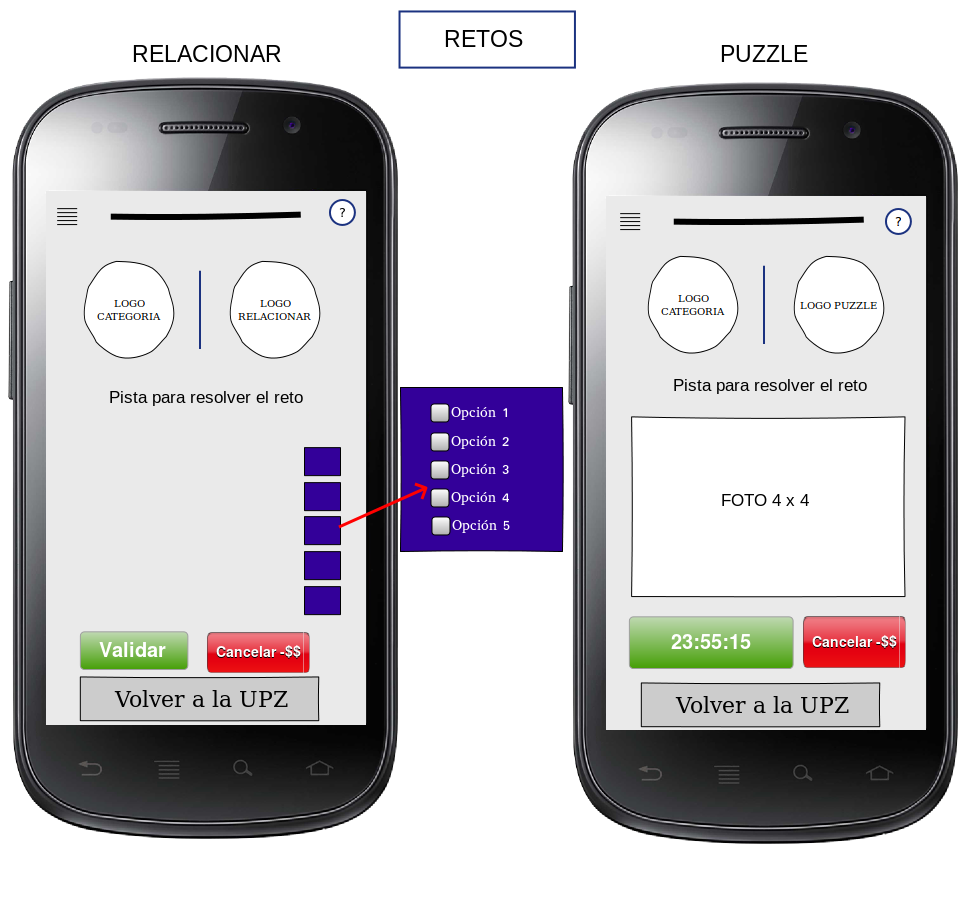 RETOS
RELACIONAR
?
LOGO
CATEGORIA
LOGO
RELACIONAR
Pista para resolver el reto
Opción 1
Opción 2
Opción 3
Opción 4
Opción 5
Validar
Cancelar -$$
Volver a la UPZ
PUZZLE
?
LOGO
CATEGORIA
LOGO PUZZLE
Pista para resolver el reto
FOTO 4 x 4
23:55:15
Cancelar -$$
Volver a la UPZ